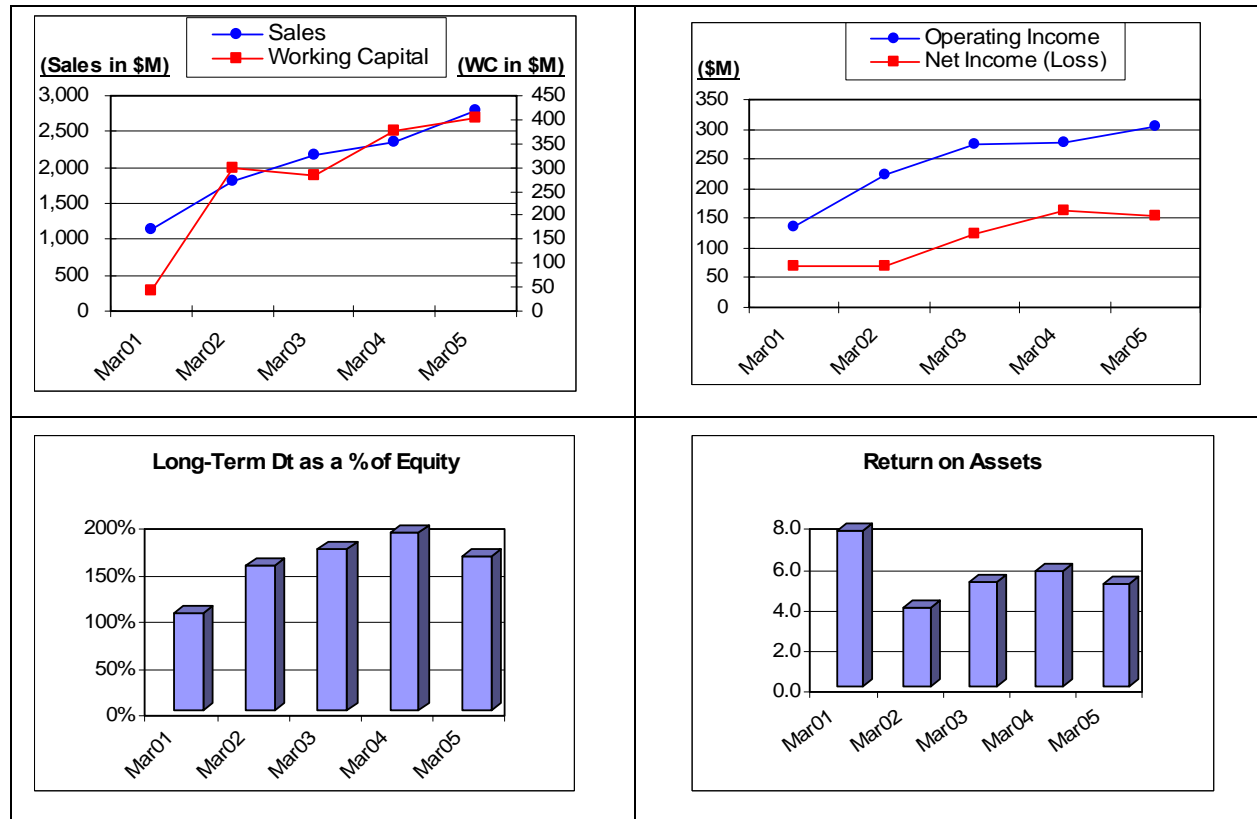 Sales
Working Capital
(Sales in $M) (WC in $M)
3,000 450
2,500 400
2,000 350
1,500 300
1,000 250
500 200
0 150
100
50
0
Mar01 Mar02 Mar03 Mar04 Mar05
Operating Income
Net Income (Loss)
($M)
350
300
250
200
150
100
50
0
Mar01 Mar02 Mar03 Mar04 Mar05
Long-Term Dt as a % of Equity
200%
150%
100%
50%
0%
Mar01 Mar02 Mar03 Mar04 Mar05
Return on Assets
8.0
6.0
4.0
2.0
0.0
Mar01 Mar02 Mar03 Mar04 Mar05